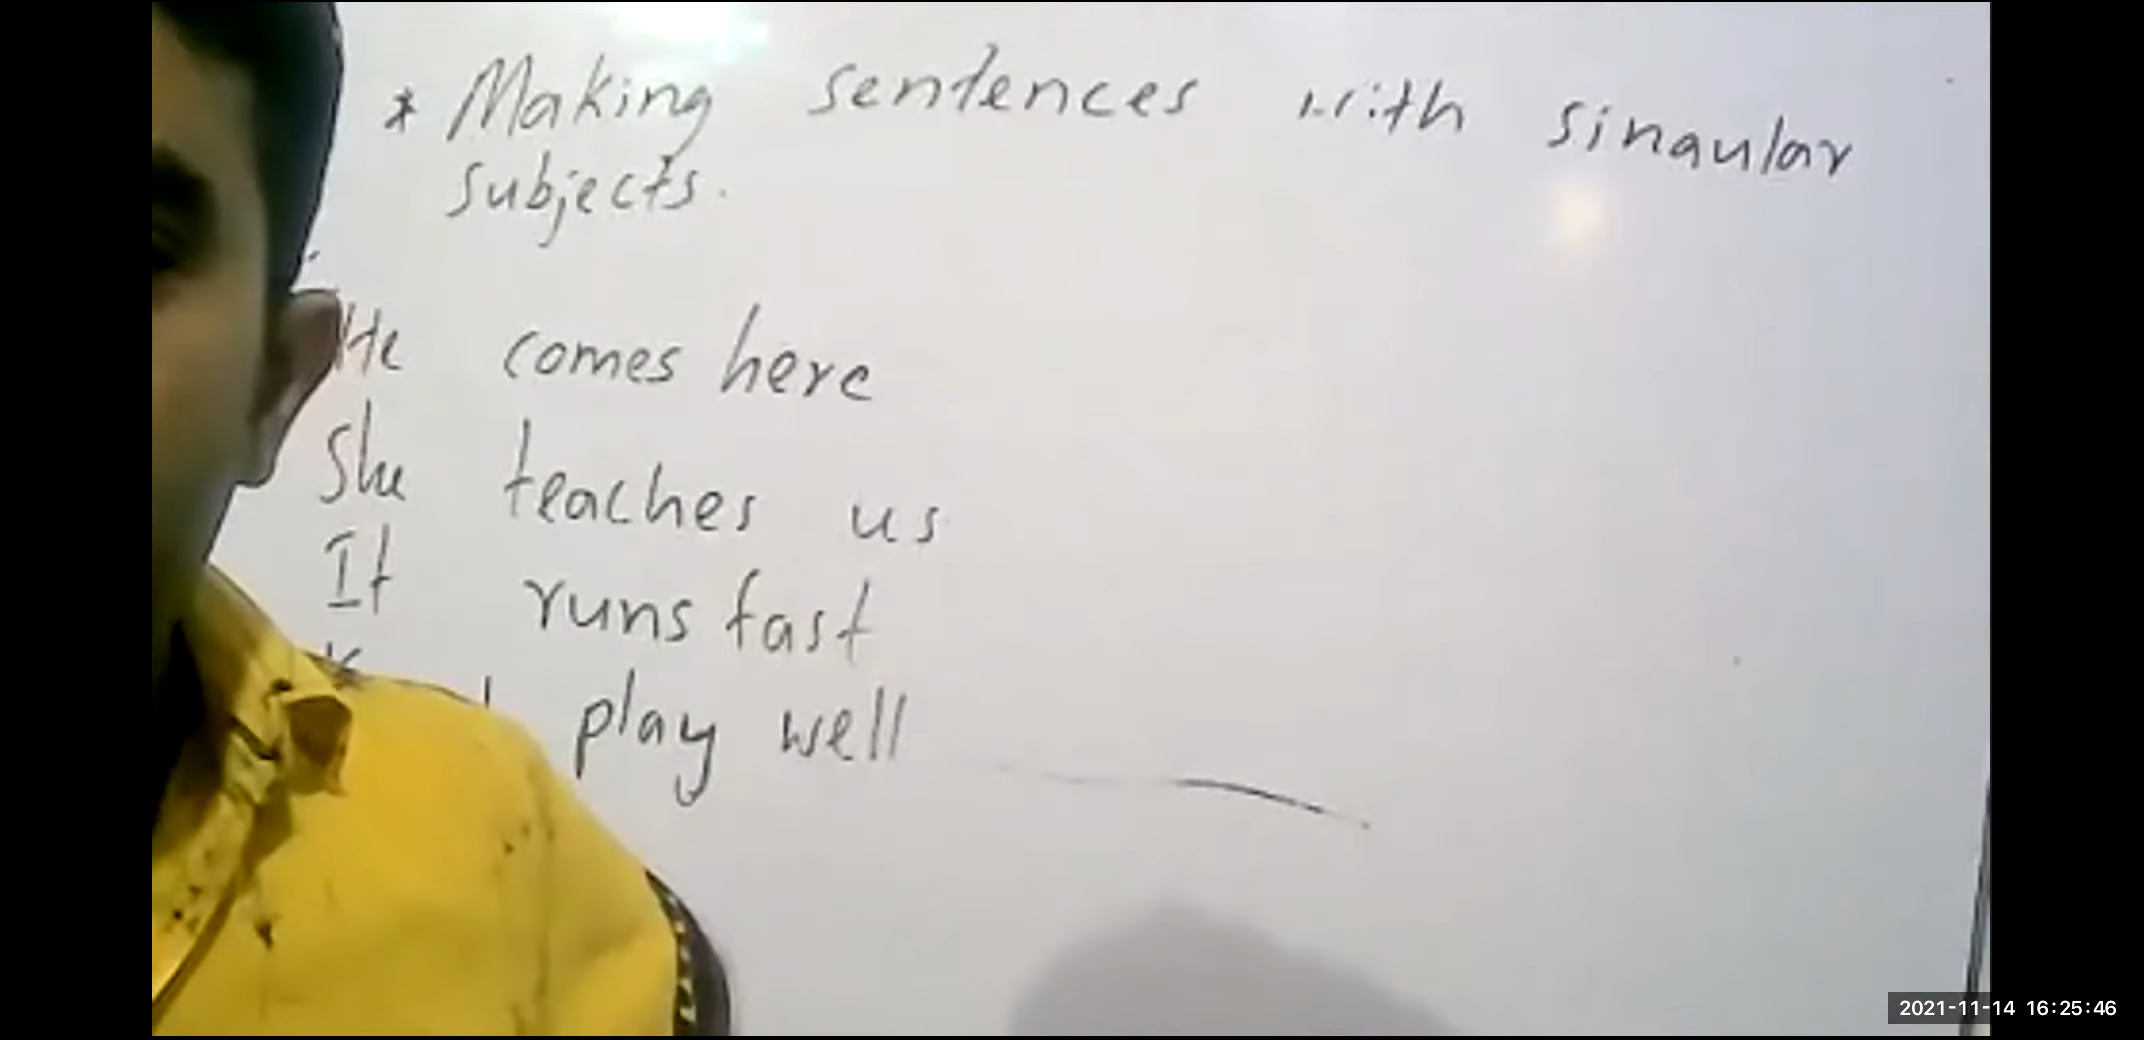 * Making sentences with singular
subjects.
He comes here
She teaches us
It runs fast
play well
2021-11-14 16:25:46